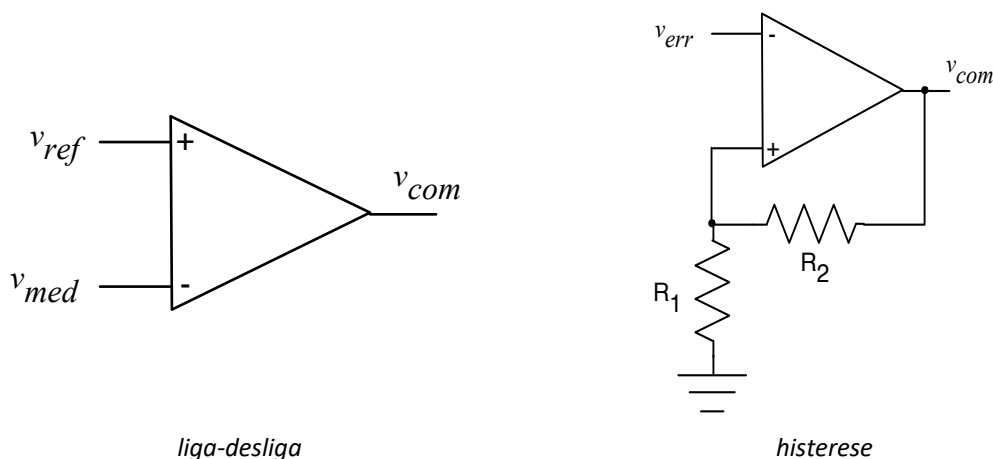 v_ref
+
v_med
-
v_com
liga-desliga
v_err
-
+
v_com
R_2
R_1
histerese